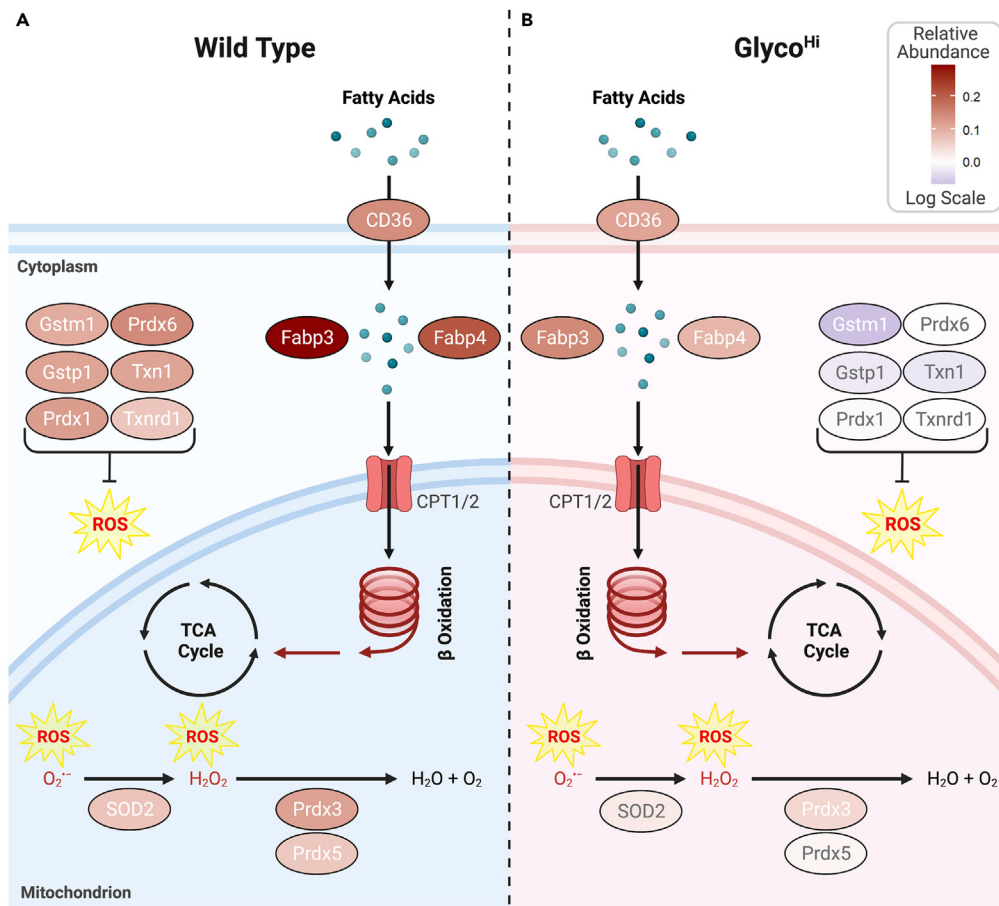 A
Wild Type
Fatty Acids
CD36
Cytoplasm
Gstm1
Prdx6
Gstp1
Txn1
Prdx1
Txnrd1
ROS
Fabp3
Fabp4
CPT1/2
β Oxidation
TCA
Cycle
ROS
ROS
O₂•−
H₂O₂
H₂O + O₂
SOD2
Prdx3
Prdx5
Mitochondrion
B
Glycoᴴⁱ
Relative
Abundance
0.2
0.1
0.0
Log Scale
Fatty Acids
CD36
Fabp3
Fabp4
Gstm1
Prdx6
Gstp1
Txn1
Prdx1
Txnrd1
ROS
CPT1/2
β Oxidation
TCA
Cycle
ROS
ROS
O₂•−
H₂O₂
H₂O + O₂
SOD2
Prdx3
Prdx5